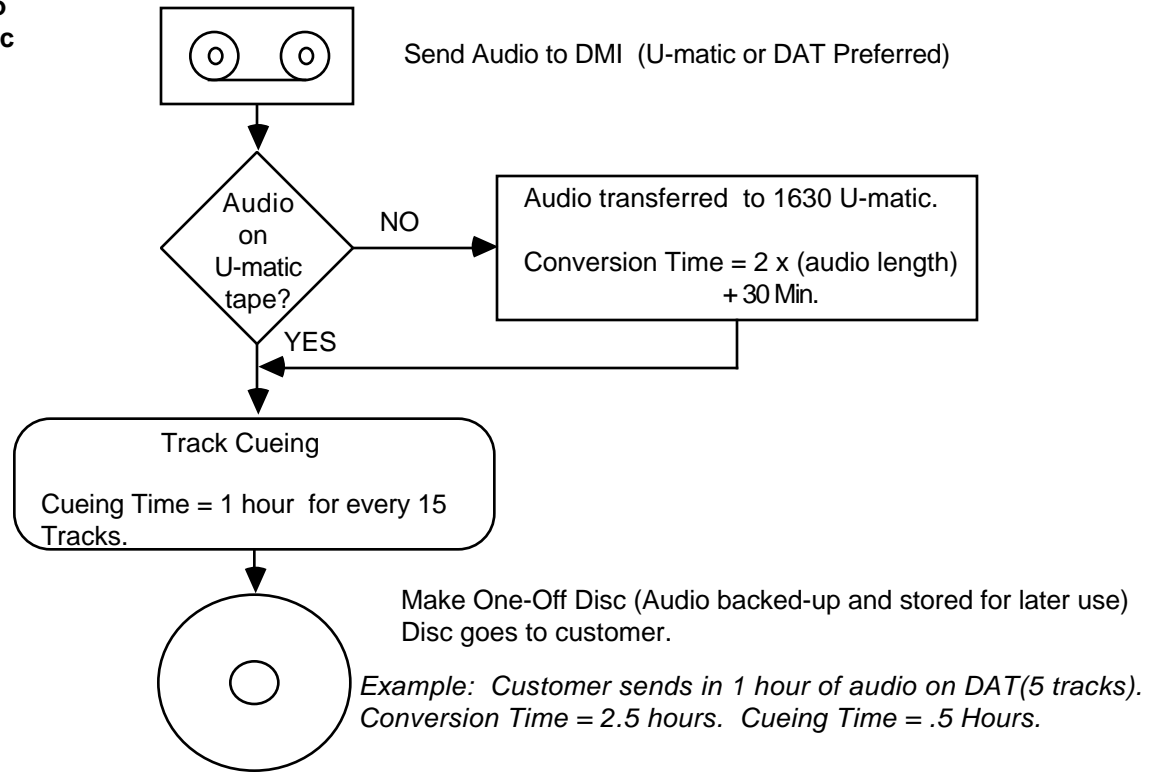 c
Send Audio to DMI (U-matic or DAT Preferred)
Audio
on
U-matic
tape?
NO
Audio transferred to 1630 U-matic.
Conversion Time = 2 x (audio length)
+ 30 Min.
YES
Track Cueing
Cueing Time = 1 hour for every 15
Tracks.
Make One-Off Disc (Audio backed-up and stored for later use)
Disc goes to customer.
Example: Customer sends in 1 hour of audio on DAT(5 tracks).
Conversion Time = 2.5 hours. Cueing Time = .5 Hours.